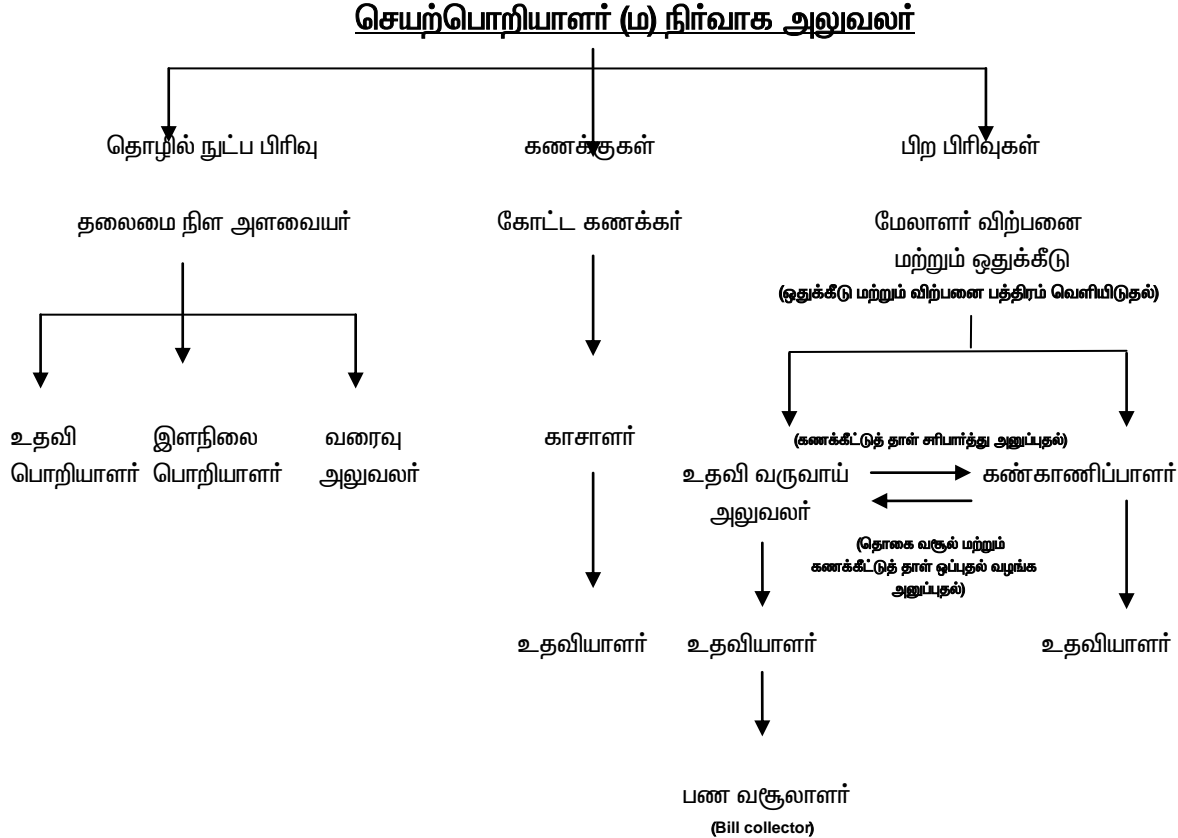 செயற்பொறியாளர் (ம) நிர்வாக அலுவலர்
தொழில் நுட்ப பிரிவு
கணக்குகள்
பிற பிரிவுகள்
தலைமை நிள அளவையர்
கோட்ட கணக்கர்
மேலாளர் விற்பனை
மற்றும் ஒதுக்கீடு
(ஒதுக்கீடு மற்றும் விற்பனை பத்திரம் வெளியிடுதல்)
உதவி
பொறியாளர்
இளநிலை
பொறியாளர்
வரைவு
அலுவலர்
காசாளர்
(கணக்கீட்டுத் தாள் சரிபார்த்து அனுப்புதல்)
உதவி வருவாய்
அலுவலர்
கண்காணிப்பாளர்
(தொகை வசூல் மற்றும்
கணக்கீட்டுத் தாள் ஒப்புதல் வழங்க
அனுப்புதல்)
உதவியாளர்
உதவியாளர்
உதவியாளர்
பண வசூலாளர்
(Bill collector)